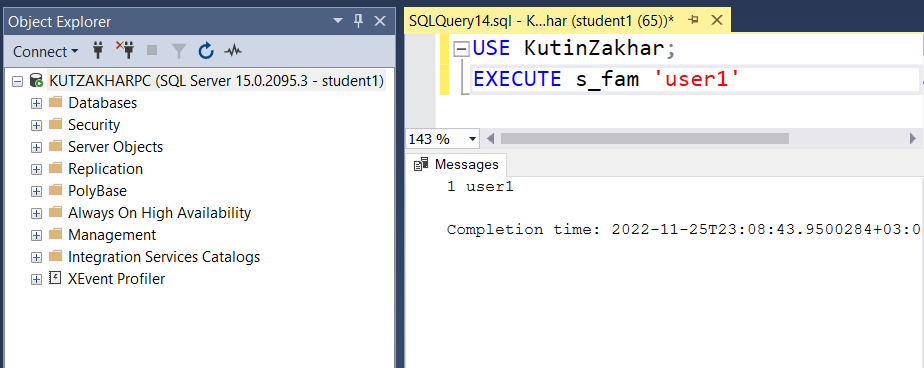 Object Explorer
Connect
KUTZAKHARPC (SQL Server 15.0.2095.3 - student1)
Databases
Security
Server Objects
Replication
PolyBase
Always On High Availability
Management
Integration Services Catalogs
XEvent Profiler
SQLQuery14.sql - K...har (student1 (65))*
USE KutinZakhar;
EXECUTE s_fam 'user1'
143 %
Messages
1 user1
Completion time: 2022-11-25T23:08:43.9500284+03:0